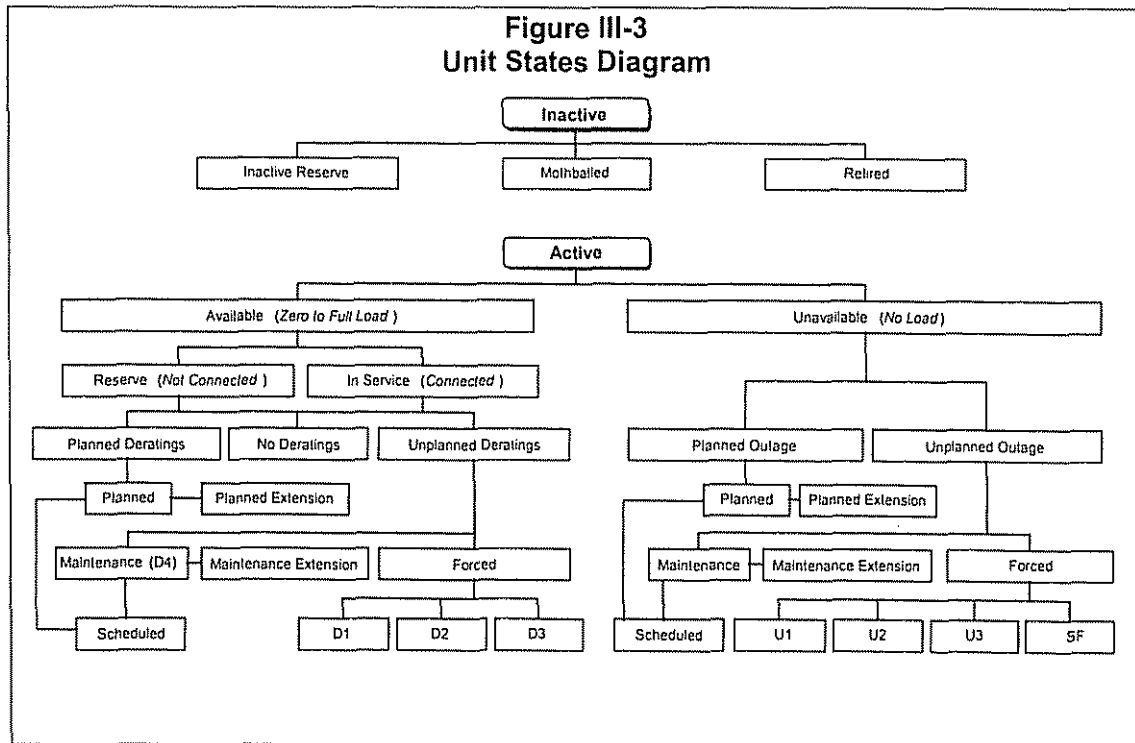 Figure III-3
Unit States Diagram
Inactive
Inactive Reserve
Mothballed
Retired
Active
Available (Zero to Full Load)
Unavailable (No Load)
Reserve (Not Connected)
In Service (Connected)
Planned Deratings
No Deratings
Unplanned Deratings
Planned Outage
Unplanned Outage
Planned
Planned Extension
Planned
Planned Extension
Maintenance (D4)
Maintenance Extension
Forced
Maintenance
Maintenance Extension
Forced
Scheduled
D1
D2
D3
Scheduled
U1
U2
U3
SF